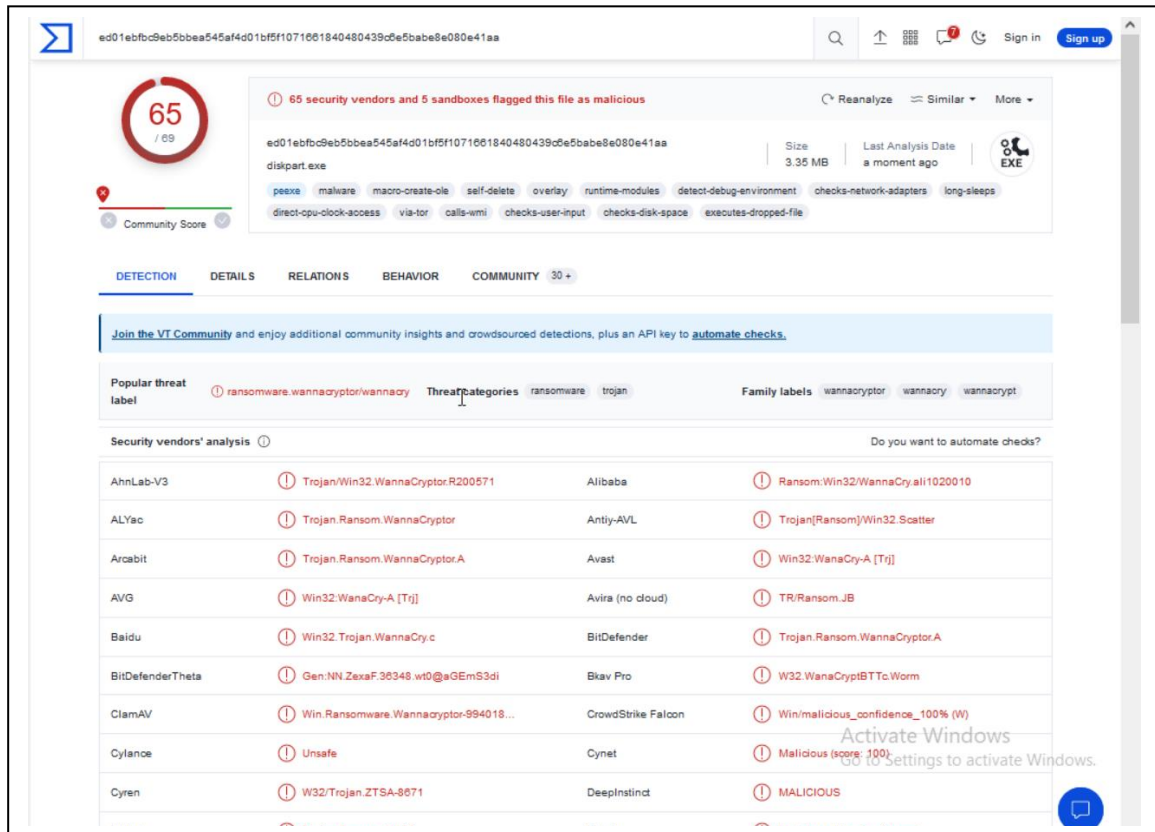 ed01ebfbc9eb5bbea545af4d01bf5f1071661840480439c6e5babe8e080e41aa
7 Sign in Sign up
65 / 69
65 security vendors and 5 sandboxes flagged this file as malicious Reanalyze Similar More
ed01ebfbc9eb5bbea545af4d01bf5f1071661840480439c6e5babe8e080e41aa
diskpart.exe
Size
3.35 MB
Last Analysis Date
a moment ago
EXE
peexe malware macro-create-ole self-delete overlay runtime-modules detect-debug-environment checks-network-adapters long-sleeps
direct-cpu-clock-access via-tor calls-wmi checks-user-input checks-disk-space executes-dropped-file
Community Score
DETECTION DETAILS RELATIONS BEHAVIOR COMMUNITY 30 +
Join the VT Community and enjoy additional community insights and crowdsourced detections, plus an API key to automate checks.
Popular threat label ransomware.wannacryptor/wannacry Threat categories ransomware trojan Family labels wannacryptor wannacry wannacrypt
Security vendors' analysis Do you want to automate checks?
AhnLab-V3 Trojan/Win32.WannaCryptor.R200571 Alibaba Ransom:Win32/WannaCry.ali1020010
ALYac Trojan.Ransom.WannaCryptor Antiy-AVL Trojan[Ransom]/Win32.Scatter
Arcabit Trojan.Ransom.WannaCryptor.A Avast Win32:WanaCry-A [Trj]
AVG Win32:WanaCry-A [Trj] Avira (no cloud) TR/Ransom.JB
Baidu Win32.Trojan.WannaCry.c BitDefender Trojan.Ransom.WannaCryptor.A
BitDefenderTheta Gen:NN.ZexaF.36348.wt0@aGEmS3di Bkav Pro W32.WanaCryptBTTc.Worm
ClamAV Win.Ransomware.Wannacryptor-994018... CrowdStrike Falcon Win/malicious_confidence_100% (W)
Cylance Unsafe Cynet Malicious (score: 100)
Cyren W32/Trojan.ZTSA-8671 DeepInstinct MALICIOUS
Activate Windows
Go to Settings to activate Windows.